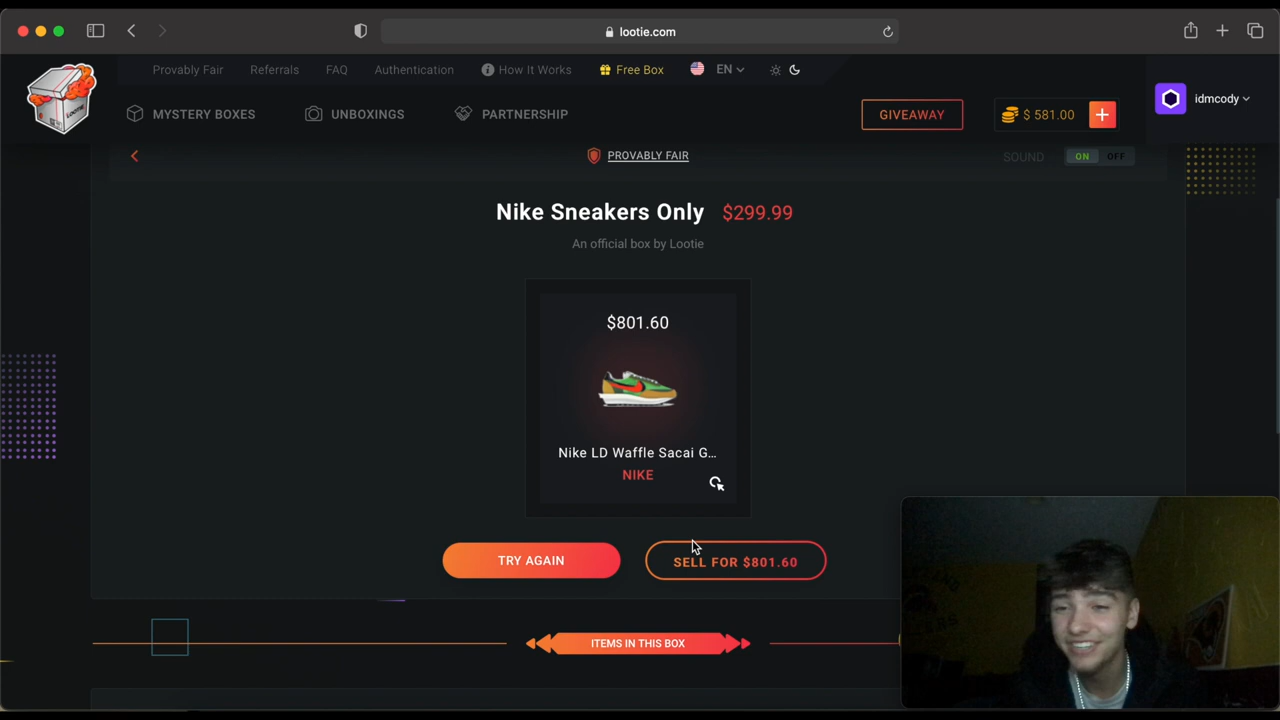 lootie.com
Provably Fair Referrals FAQ Authentication How It Works Free Box EN
LOOTIE
MYSTERY BOXES UNBOXINGS PARTNERSHIP GIVEAWAY $ 581.00 + idmcody
PROVABLY FAIR SOUND ON OFF
Nike Sneakers Only $299.99
An official box by Lootie
$801.60
Nike LD Waffle Sacai G...
NIKE
TRY AGAIN SELL FOR $801.60
ITEMS IN THIS BOX